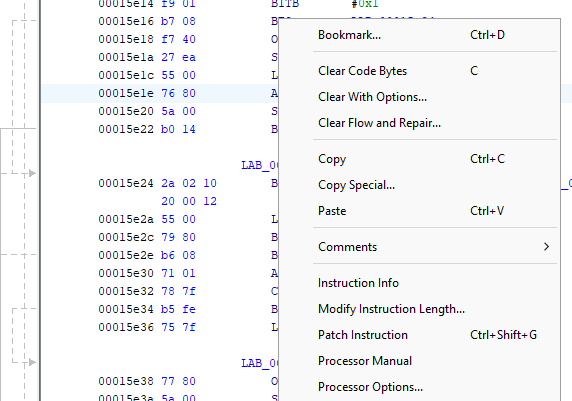 00015e14 f9 01 BITB #0x1
00015e16 b7 08 B
00015e18 f7 40 O
00015e1a 27 ea S
00015e1c 55 00 L
00015e1e 76 80 A
00015e20 5a 00 S
00015e22 b0 14 B
LAB_00
00015e24 2a 02 10 B
20 00 12
00015e2a 55 00 L
00015e2c 79 80 B
00015e2e b6 08 B
00015e30 71 01 A
00015e32 78 7f C
00015e34 b5 fe B
00015e36 75 7f L
LAB_00
00015e38 77 80 O
00015e3a 5a 00 S
Bookmark... Ctrl+D
Clear Code Bytes C
Clear With Options...
Clear Flow and Repair...
Copy Ctrl+C
Copy Special...
Paste Ctrl+V
Comments
Instruction Info
Modify Instruction Length...
Patch Instruction Ctrl+Shift+G
Processor Manual
Processor Options...